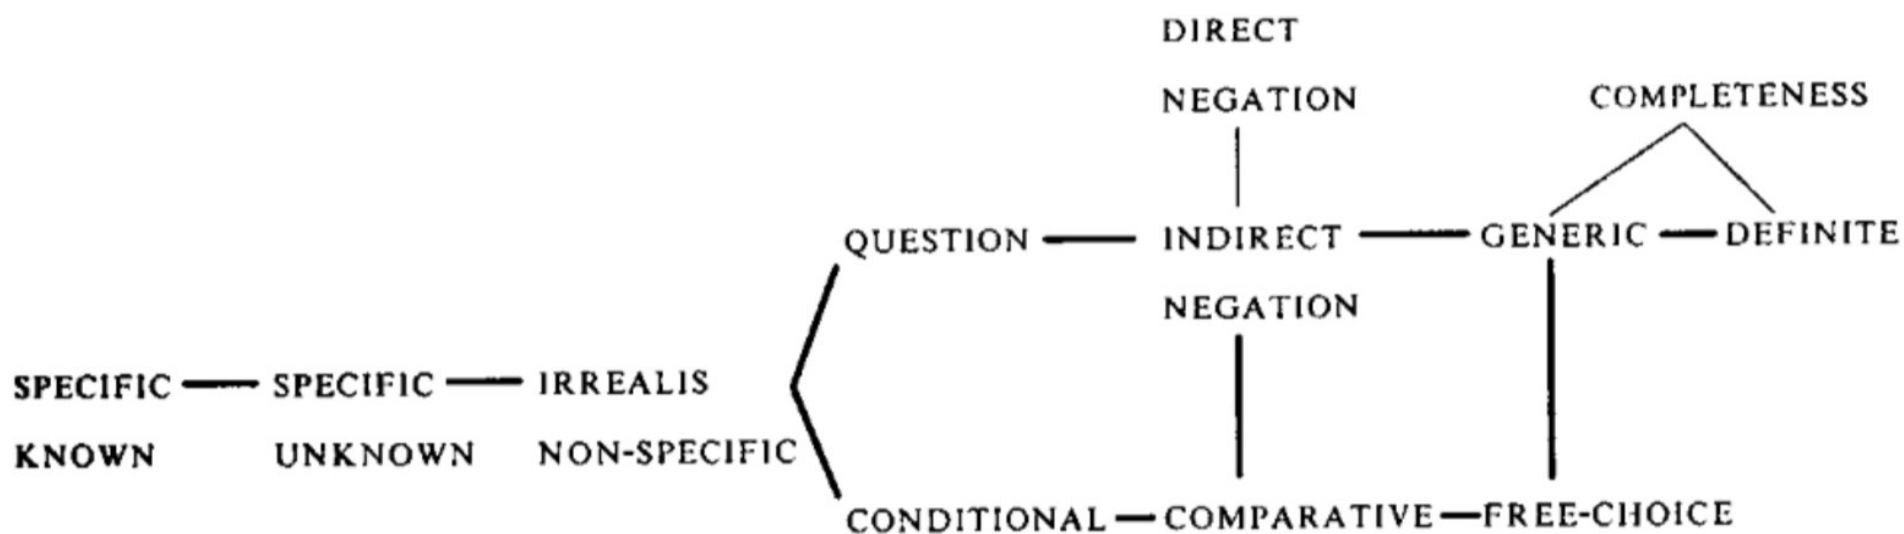 DIRECT
NEGATION
COMPLETENESS
QUESTION
INDIRECT
NEGATION
GENERIC
DEFINITE
SPECIFIC
KNOWN
SPECIFIC
UNKNOWN
IRREALIS
NON-SPECIFIC
CONDITIONAL
COMPARATIVE
FREE-CHOICE